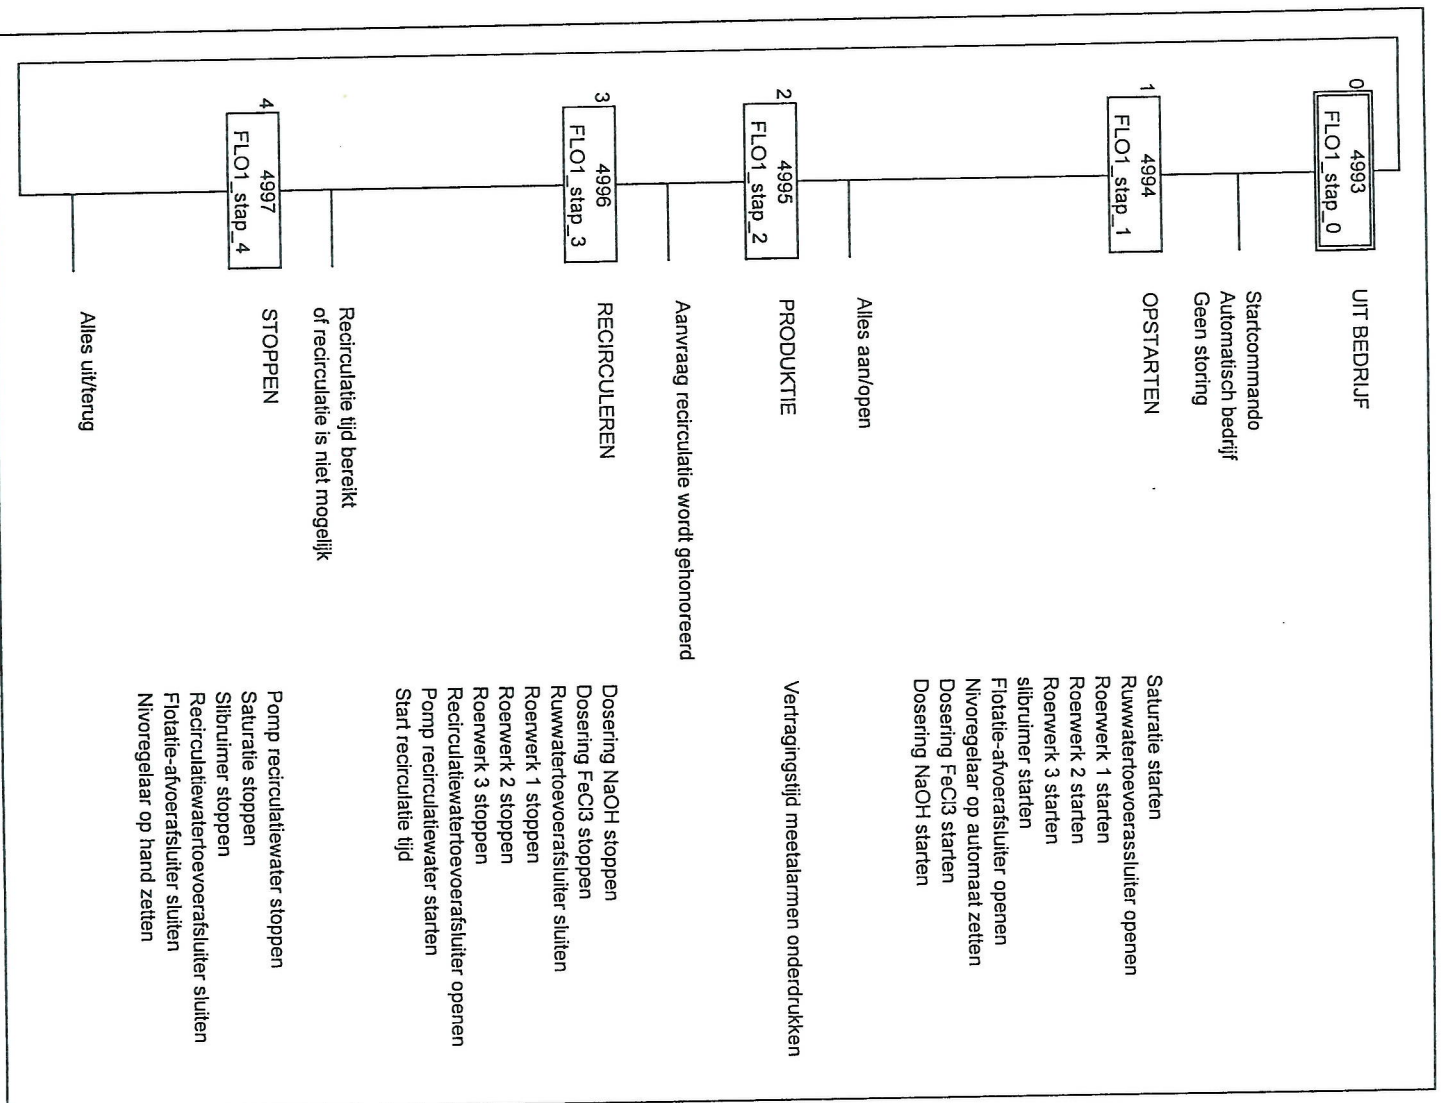 0
4993
FLO1_stap_0
UIT BEDRIJF
Startcommando
Automatisch bedrijf
Geen storing
1
4994
FLO1_stap_1
OPSTARTEN
Saturatie starten
Ruwwatertoevoerassluiter openen
Roerwerk 1 starten
Roerwerk 2 starten
Roerwerk 3 starten
slibruimer starten
Flotatie-afvoerafsluiter openen
Nivoregelaar op automaat zetten
Dosering FeCl3 starten
Dosering NaOH starten
Alles aan/open
2
4995
FLO1_stap_2
PRODUKTIE
Vertragingstijd meetalarmen onderdrukken
Aanvraag recirculatie wordt gehonoreerd
3
4996
FLO1_stap_3
RECIRCULEREN
Dosering NaOH stoppen
Dosering FeCl3 stoppen
Ruwwatertoevoerafsluiter sluiten
Roerwerk 1 stoppen
Roerwerk 2 stoppen
Roerwerk 3 stoppen
Recirculatiewatertoevoerafsluiter openen
Pomp recirculatiewater starten
Start recirculatie tijd
Recirculatie tijd bereikt
of recirculatie is niet mogelijk
4
4997
FLO1_stap_4
STOPPEN
Pomp recirculatiewater stoppen
Saturatie stoppen
Slibruimer stoppen
Recirculatiewatertoevoerafsluiter sluiten
Flotatie-afvoerafsluiter sluiten
Nivoregelaar op hand zetten
Alles uit/terug